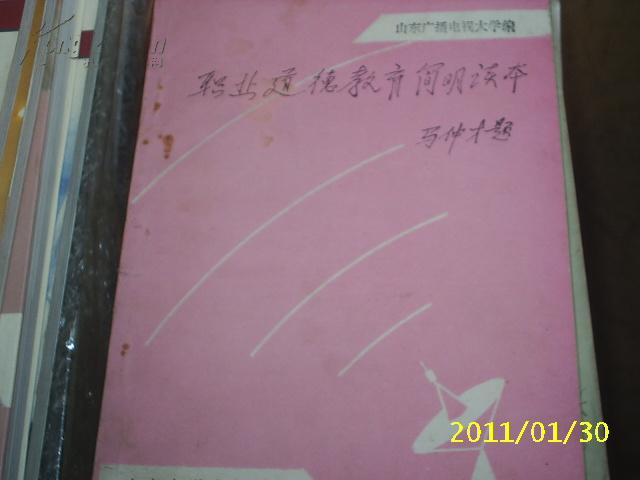 山东广播电视大学编
职业道德教育简明读本
马仲才题
2011/01/30